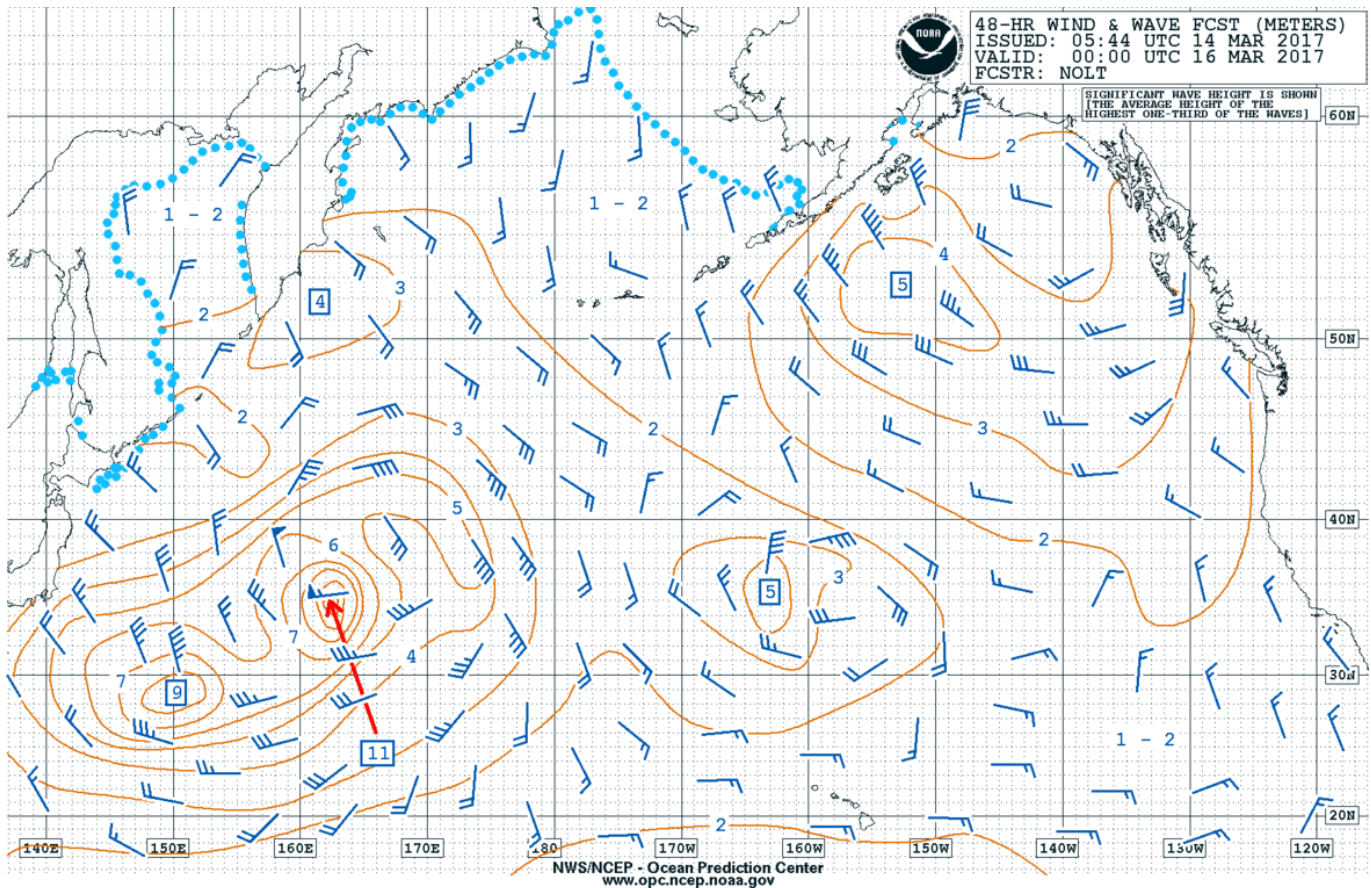 48-HR WIND & WAVE FCST (METERS)
ISSUED: 05:44 UTC 14 MAR 2017
VALID: 00:00 UTC 16 MAR 2017
FCSTR: NOLT
NOAA
SIGNIFICANT WAVE HEIGHT IS SHOWN
[THE AVERAGE HEIGHT OF THE
HIGHEST ONE-THIRD OF THE WAVES]
60N
2
1 - 2
1 - 2
4
3
4
5
2
50N
2
3
2
3
5
40N
6
2
3
5
7
7
4
9
30N
11
1 - 2
2
20N
140E 150E 160E 170E 180 170W 160W 150W 140W 130W 120W
NWS/NCEP - Ocean Prediction Center
www.opc.ncep.noaa.gov